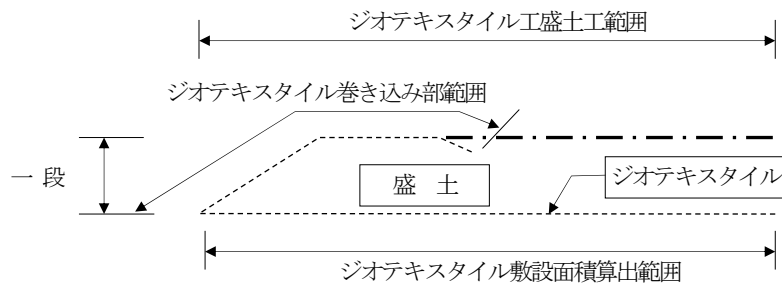 ジオテキスタイル工盛土工範囲
ジオテキスタイル巻き込み部範囲
一 段
盛 土
ジオテキスタイル
ジオテキスタイル敷設面積算出範囲